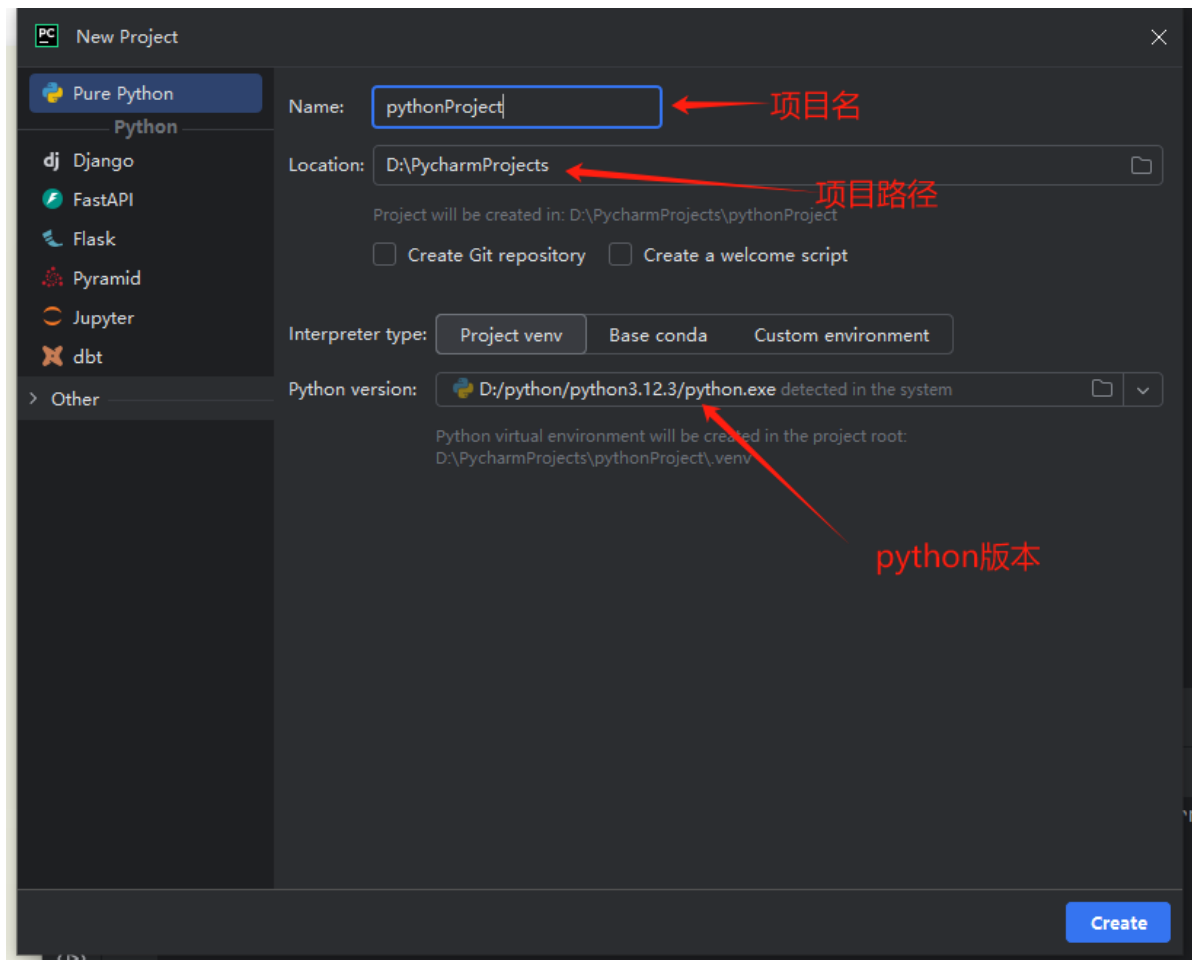 PC New Project
Pure Python
Python
dj Django
FastAPI
Flask
Pyramid
Jupyter
dbt
Other
Name: pythonProject 项目名
Location: D:\PycharmProjects 项目路径
Project will be created in: D:\PycharmProjects\pythonProject
Create Git repository Create a welcome script
Interpreter type: Project venv Base conda Custom environment
Python version: D:/python/python3.12.3/python.exe detected in the system
Python virtual environment will be created in the project root:
D:\PycharmProjects\pythonProject\.venv
python版本
Create